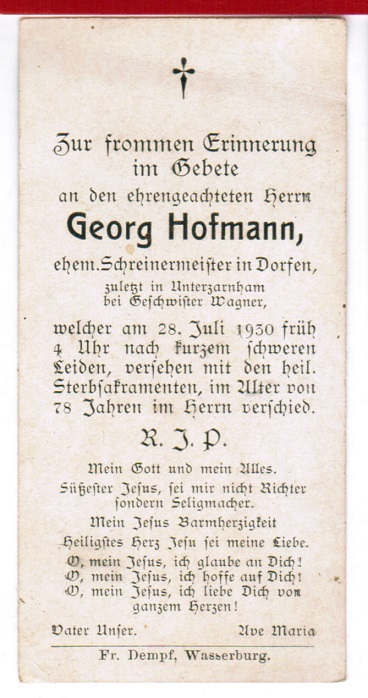 Zur frommen Erinnerung
im Gebete
an den ehrengeachteten Herrn
Georg Hofmann,
ehem. Schreinermeister in Dorfen,
zuletzt in Unterzarnham
bei Geschwister Wagner,
welcher am 28. Juli 1930 früh
4 Uhr nach kurzem schweren
Leiden, versehen mit den heil.
Sterbsakramenten, im Alter von
78 Jahren im Herrn verschied.
R. J. P.
Mein Gott und mein Alles.
Süßester Jesus, sei mir nicht Richter
sondern Seligmacher.
Mein Jesus Barmherzigkeit
Heiligstes Herz Jesu sei meine Liebe.
O, mein Jesus, ich glaube an Dich!
O, mein Jesus, ich hoffe auf Dich!
O, mein Jesus, ich liebe Dich von
ganzem Herzen!
Vater Unser. Ave Maria
Fr. Dempf, Wasserburg.